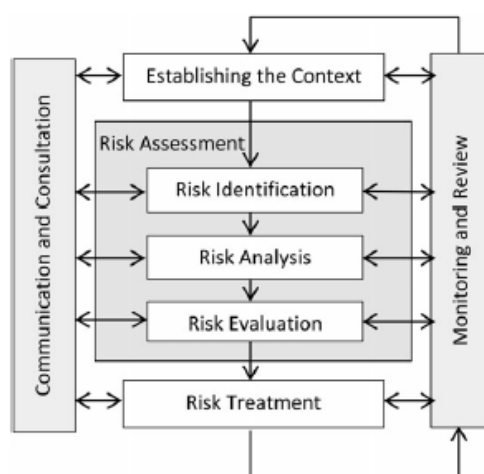 Establishing the Context
Risk Assessment
Risk Identification
Risk Analysis
Risk Evaluation
Risk Treatment
Communication and Consultation
Monitoring and Review